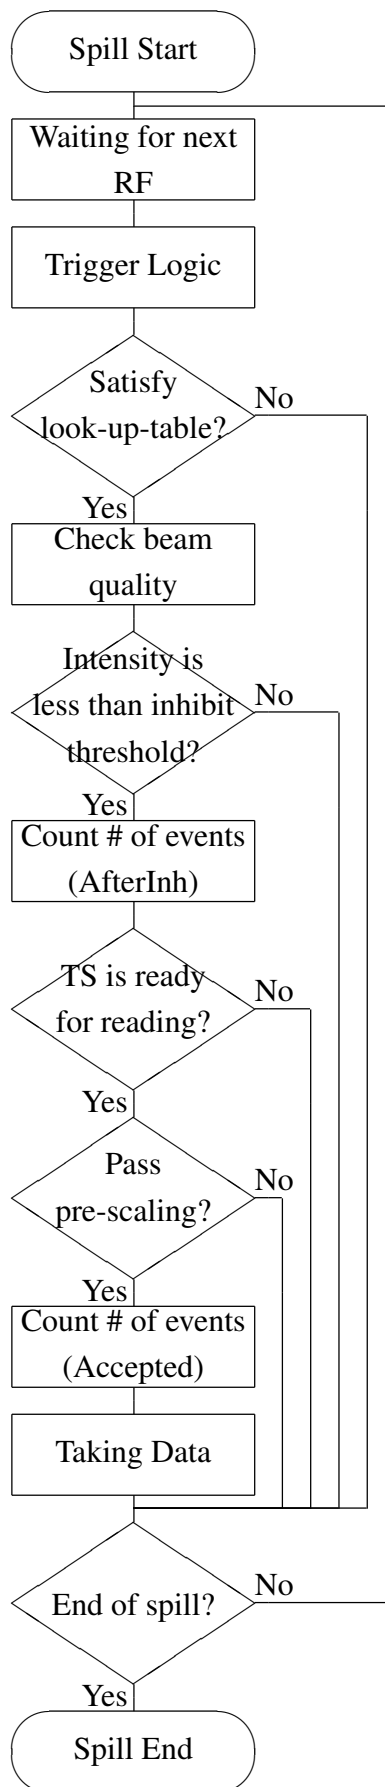 Spill Start
Waiting for next
RF
Trigger Logic
Satisfy
look-up-table?
No
Yes
Check beam
quality
Intensity is
less than inhibit
threshold?
No
Yes
Count # of events
(AfterInh)
TS is ready
for reading?
No
Yes
Pass
pre-scaling?
No
Yes
Count # of events
(Accepted)
Taking Data
End of spill?
No
Yes
Spill End